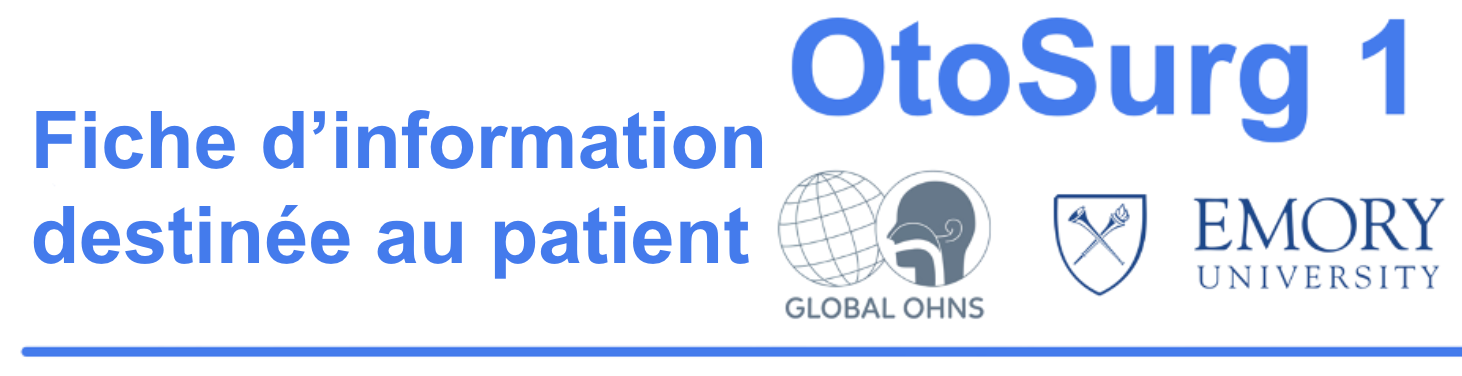 OtoSurg 1
Fiche d’information
destinée au patient
GLOBAL OHNS
EMORY
UNIVERSITY